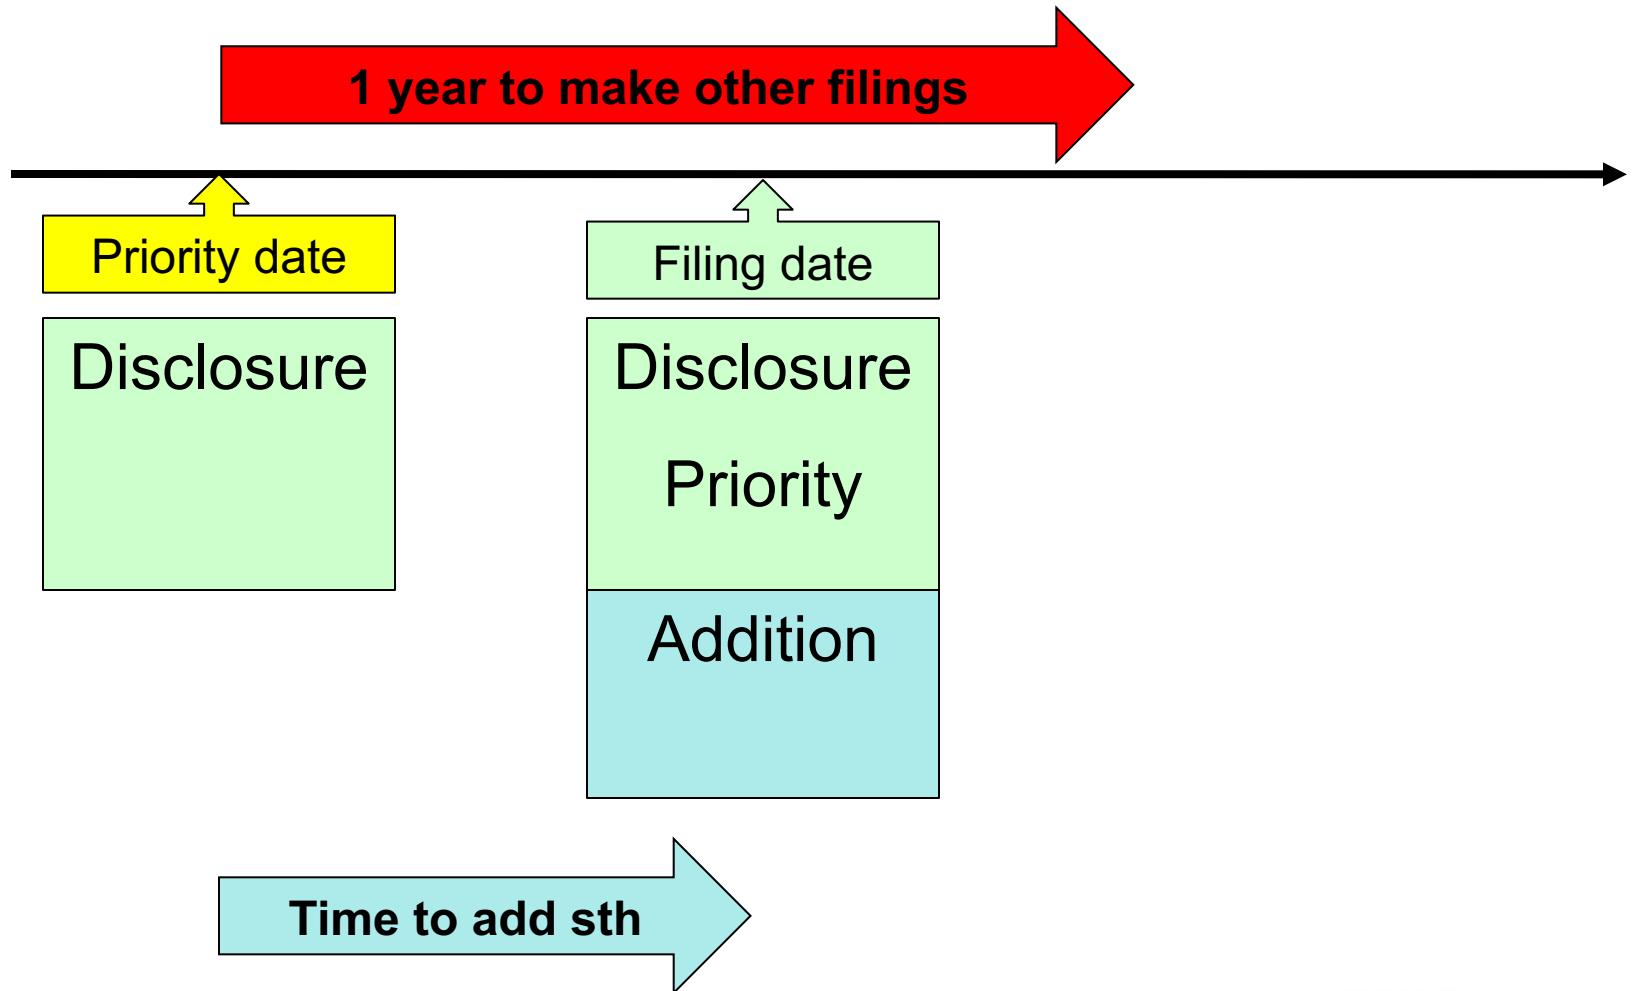 1 year to make other filings
Priority date
Filing date
Disclosure
Disclosure
Priority
Addition
Time to add sth